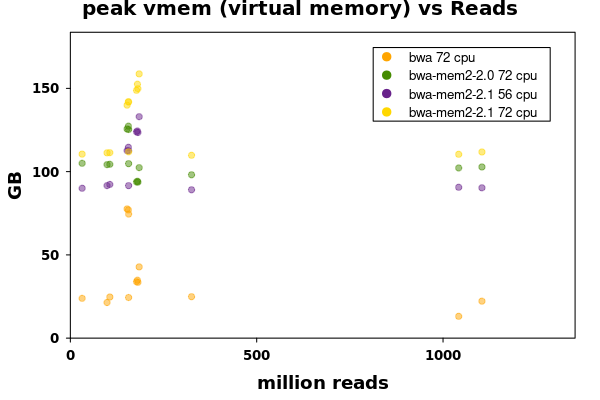 peak vmem (virtual memory) vs Reads
bwa 72 cpu
bwa-mem2-2.0 72 cpu
bwa-mem2-2.1 56 cpu
bwa-mem2-2.1 72 cpu
GB
150
100
50
0
0 500 1000
million reads